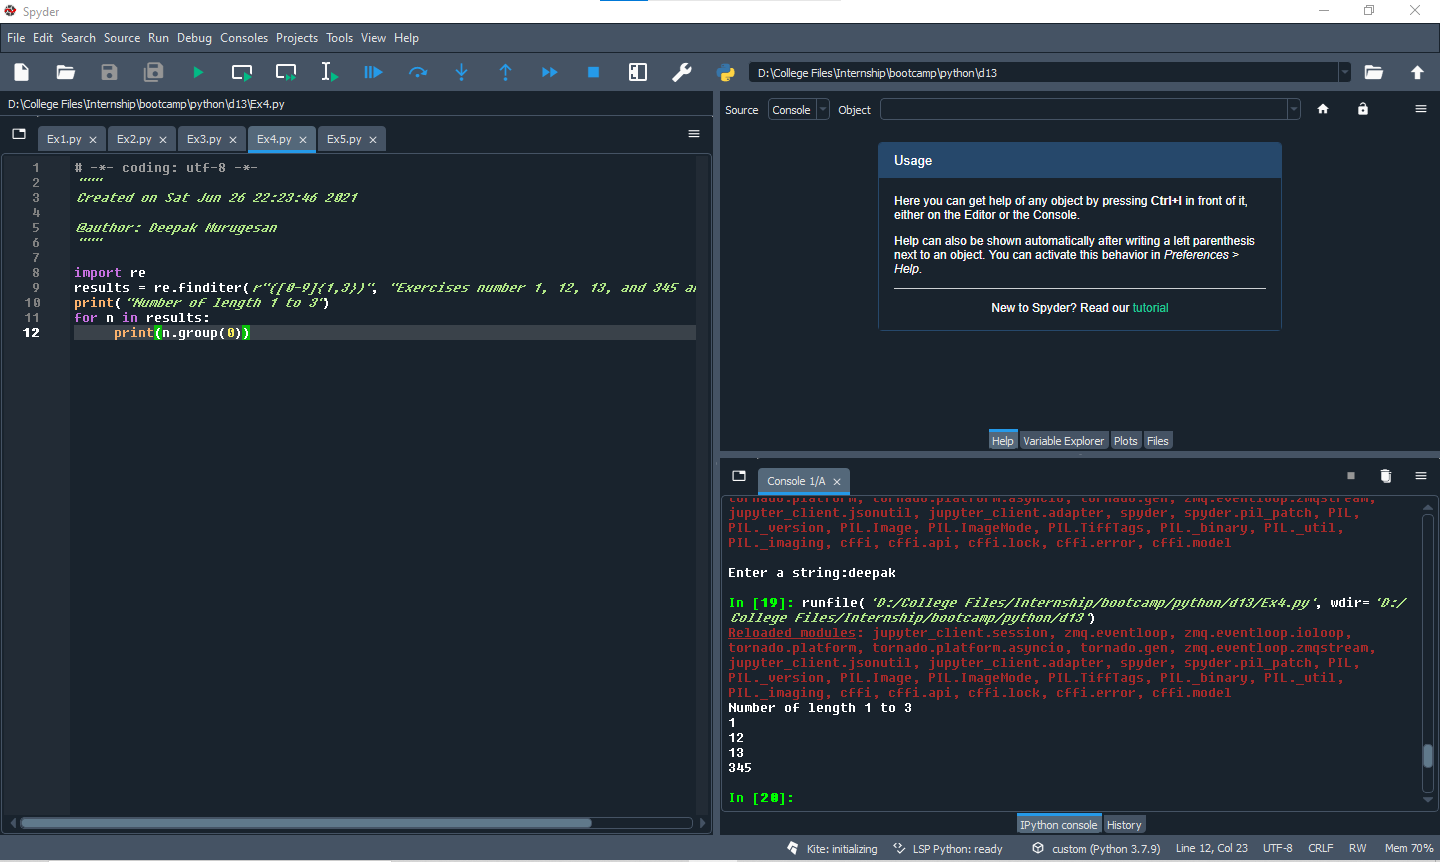 Spyder
File Edit Search Source Run Debug Consoles Projects Tools View Help
D:\College Files\Internship\bootcamp\python\d13
D:\College Files\Internship\bootcamp\python\d13\Ex4.py
Ex1.py Ex2.py Ex3.py Ex4.py Ex5.py
1 # -*- coding: utf-8 -*-
2 """
3 Created on Sat Jun 26 22:23:46 2021
4
5 @author: Deepak Murugesan
6 """
7
8 import re
9 results = re.finditer(r"([0-9]{1,3})", "Exercises number 1, 12, 13, and 345 a
10 print("Number of length 1 to 3")
11 for n in results:
12 print(n.group(0))
Source Console Object
Usage
Here you can get help of any object by pressing Ctrl+I in front of it,
either on the Editor or the Console.
Help can also be shown automatically after writing a left parenthesis
next to an object. You can activate this behavior in Preferences >
Help.
New to Spyder? Read our tutorial
Help Variable Explorer Plots Files
Console 1/A
tornado.platform, tornado.platform.asyncio, tornado.gen, zmq.eventloop.zmqstream,
jupyter_client.jsonutil, jupyter_client.adapter, spyder, spyder.pil_patch, PIL,
PIL._version, PIL.Image, PIL.ImageMode, PIL.TiffTags, PIL._binary, PIL._util,
PIL._imaging, cffi, cffi.api, cffi.lock, cffi.error, cffi.model
Enter a string:deepak
In [19]: runfile('D:/College Files/Internship/bootcamp/python/d13/Ex4.py', wdir='D:/
College Files/Internship/bootcamp/python/d13')
Reloaded modules: jupyter_client.session, zmq.eventloop, zmq.eventloop.ioloop,
tornado.platform, tornado.platform.asyncio, tornado.gen, zmq.eventloop.zmqstream,
jupyter_client.jsonutil, jupyter_client.adapter, spyder, spyder.pil_patch, PIL,
PIL._version, PIL.Image, PIL.ImageMode, PIL.TiffTags, PIL._binary, PIL._util,
PIL._imaging, cffi, cffi.api, cffi.lock, cffi.error, cffi.model
Number of length 1 to 3
1
12
13
345
In [20]:
IPython console History
Kite: initializing LSP Python: ready custom (Python 3.7.9) Line 12, Col 23 UTF-8 CRLF RW Mem 70%